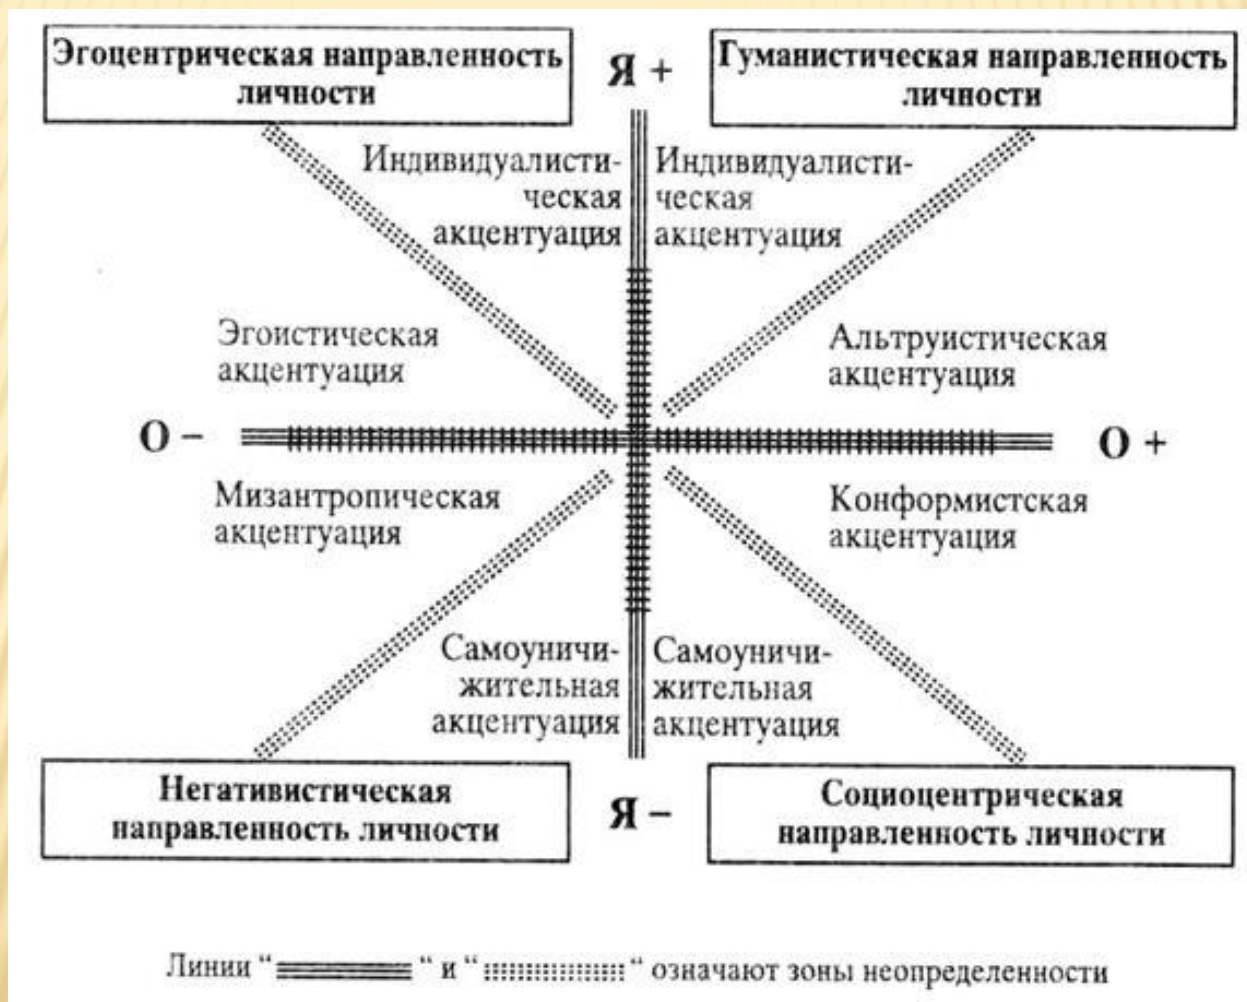 Эгоцентрическая направленность
личности
Я +
Гуманистическая направленность
личности
Индивидуалисти-
ческая
акцентуация
Индивидуалисти-
ческая
акцентуация
Эгоистическая
акцентуация
Альтруистическая
акцентуация
О –
О +
Мизантропическая
акцентуация
Конформистская
акцентуация
Самоуничи-
жительная
акцентуация
Самоуничи-
жительная
акцентуация
Негативистическая
направленность личности
Я –
Социоцентрическая
направленность личности
Линии “ “ и “ “ означают зоны неопределенности